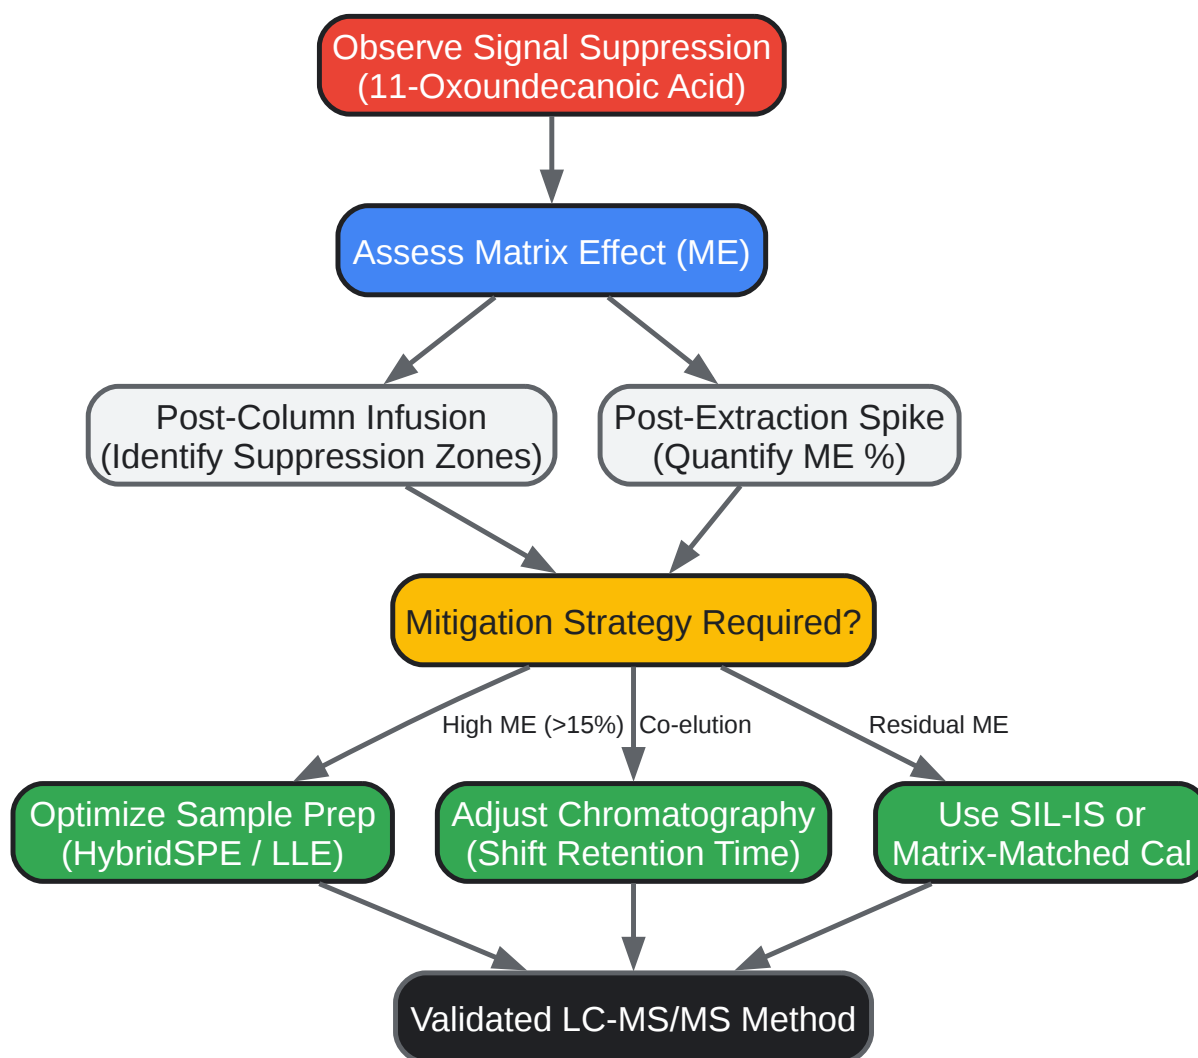 Observe Signal Suppression
(11-Oxoundecanoic Acid)
Assess Matrix Effect (ME)
Post-Column Infusion
(Identify Suppression Zones)
Post-Extraction Spike
(Quantify ME %)
Mitigation Strategy Required?
High ME (>15%)
Co-elution
Residual ME
Optimize Sample Prep
(HybridSPE / LLE)
Adjust Chromatography
(Shift Retention Time)
Use SIL-IS or
Matrix-Matched Cal
Validated LC-MS/MS Method